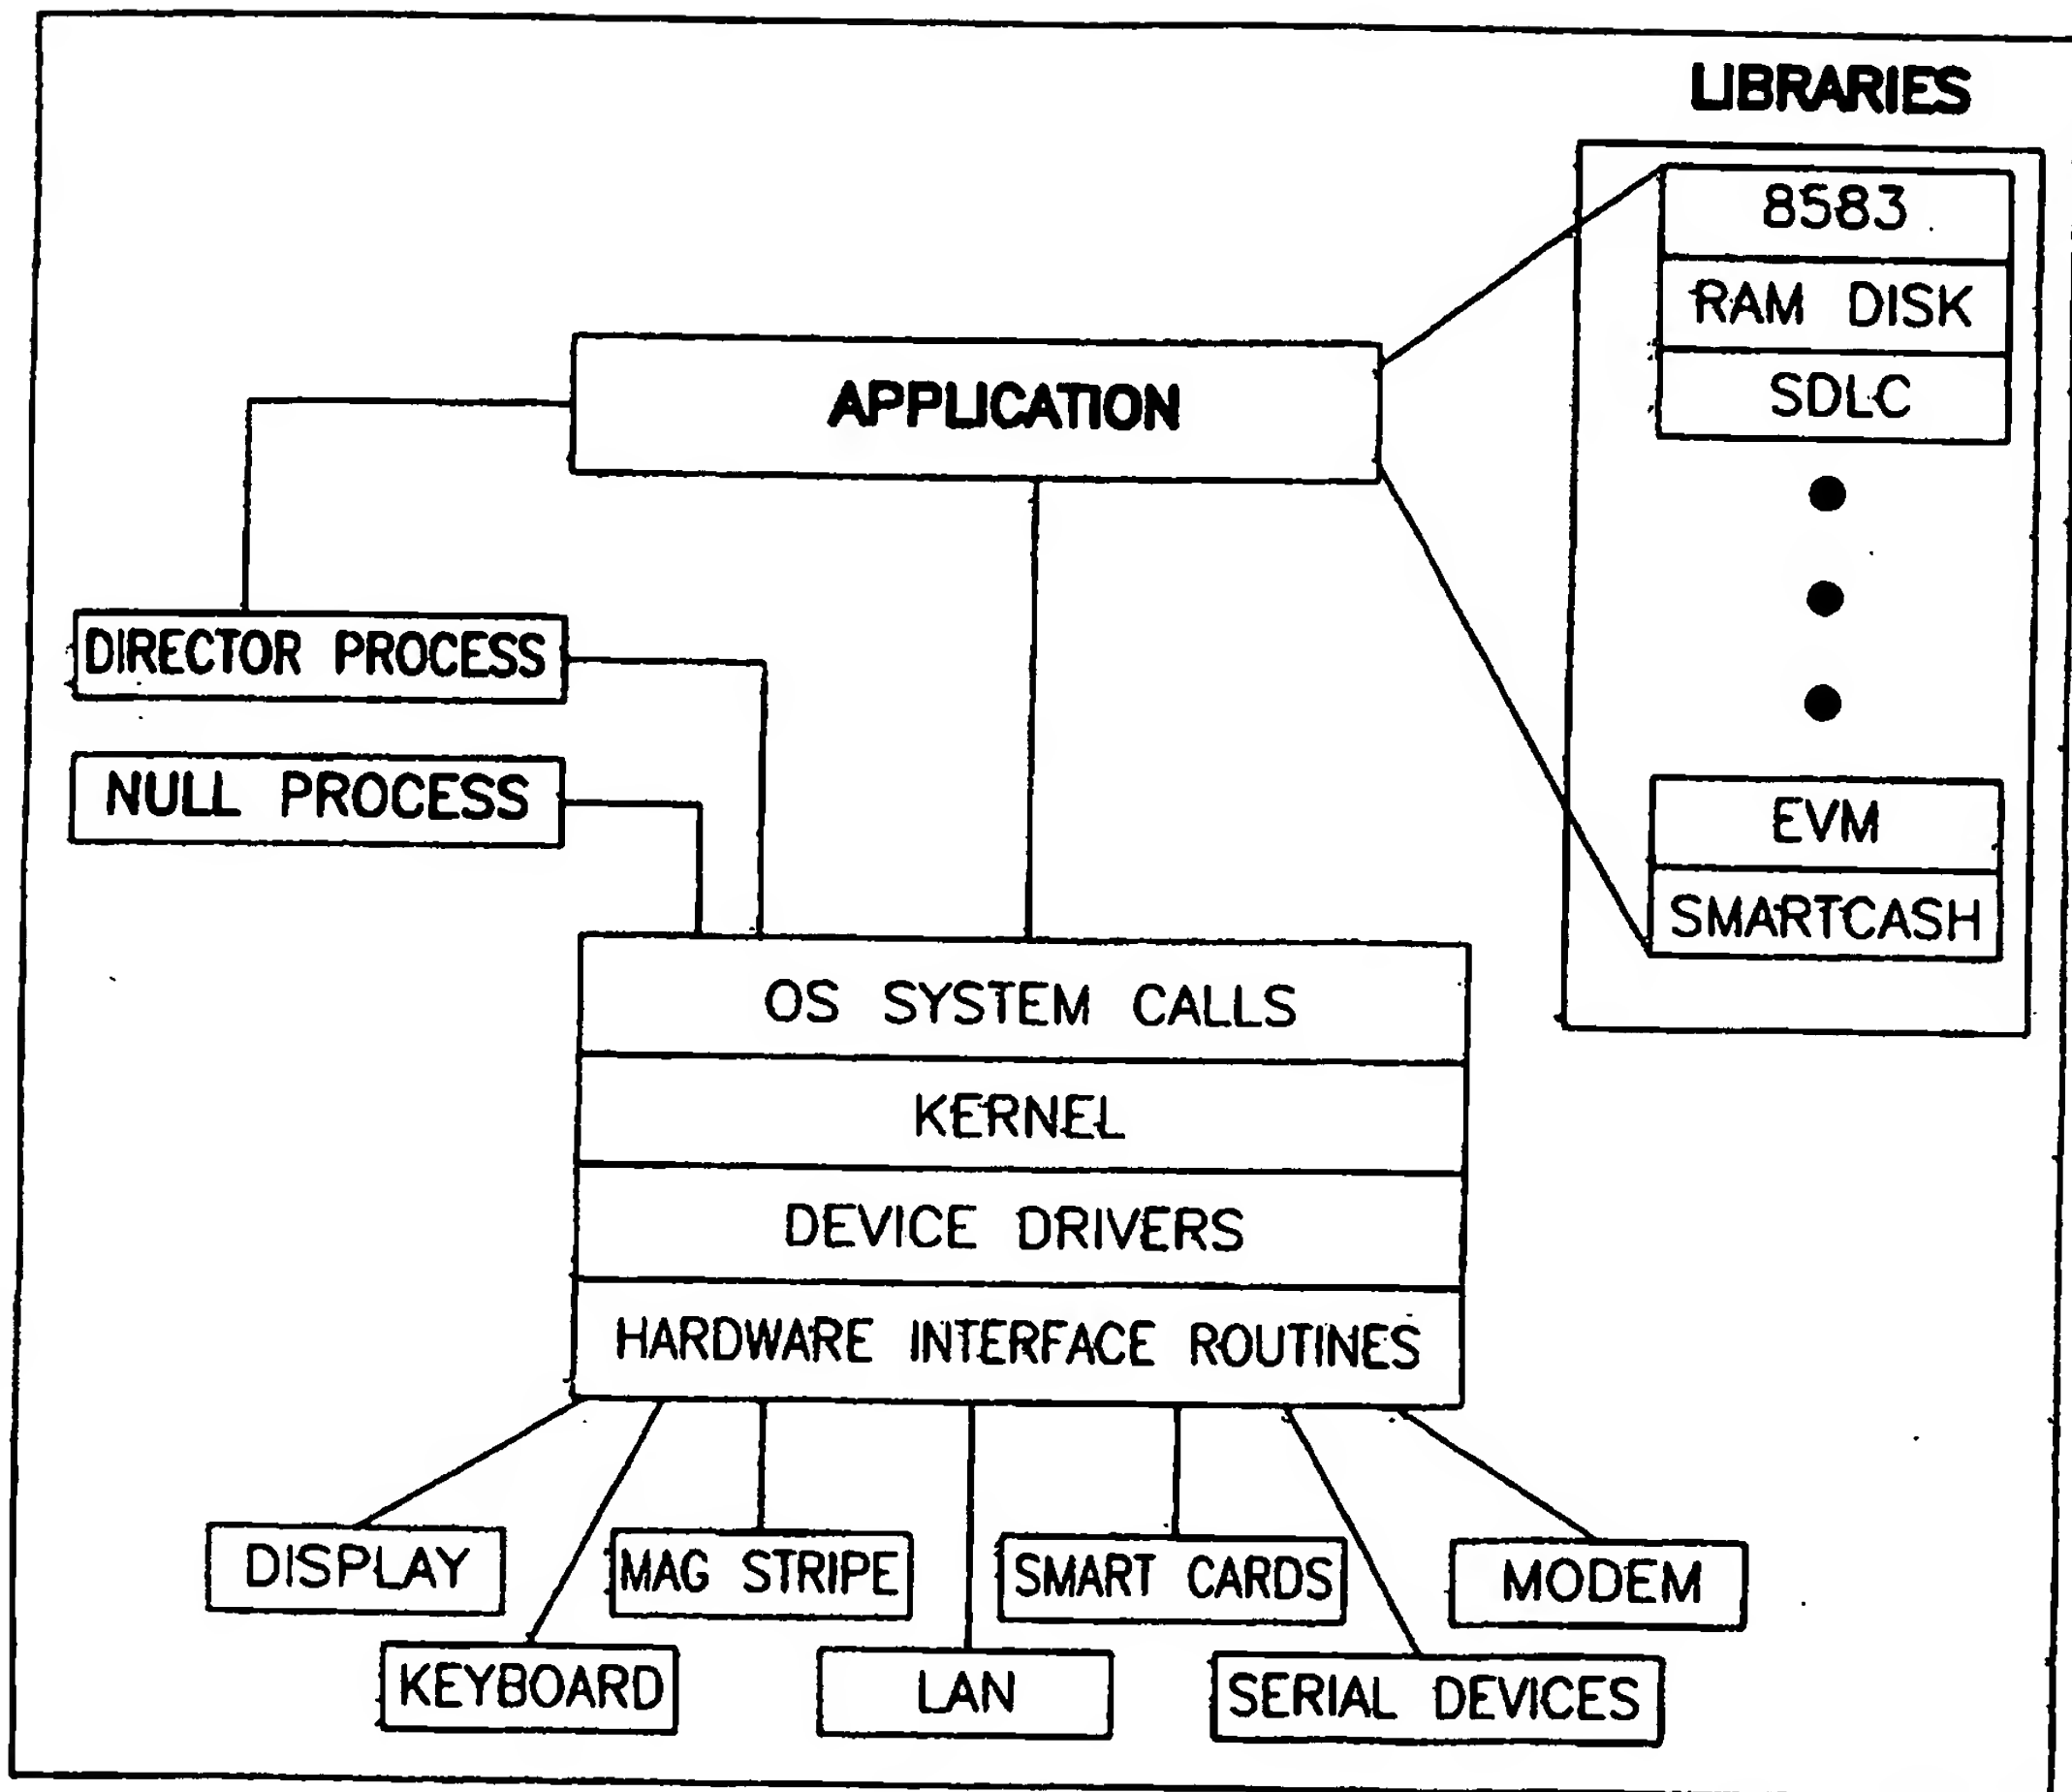 LIBRARIES
8583
RAM DISK
SDLC
APPLICATION
DIRECTOR PROCESS
NULL PROCESS
EVM
SMARTCASH
OS SYSTEM CALLS
KERNEL
DEVICE DRIVERS
HARDWARE INTERFACE ROUTINES
DISPLAY
MAG STRIPE
SMART CARDS
MODEM
KEYBOARD
LAN
SERIAL DEVICES